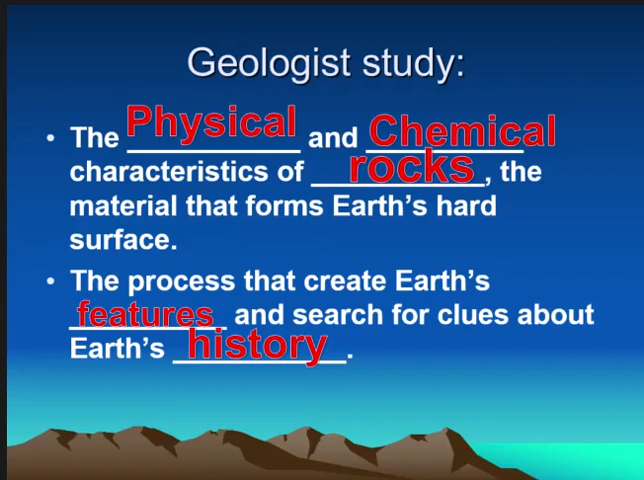 Geologist study:
• The Physical and Chemical
characteristics of rocks, the
material that forms Earth's hard
surface.
• The process that create Earth's
features and search for clues about
Earth's history.